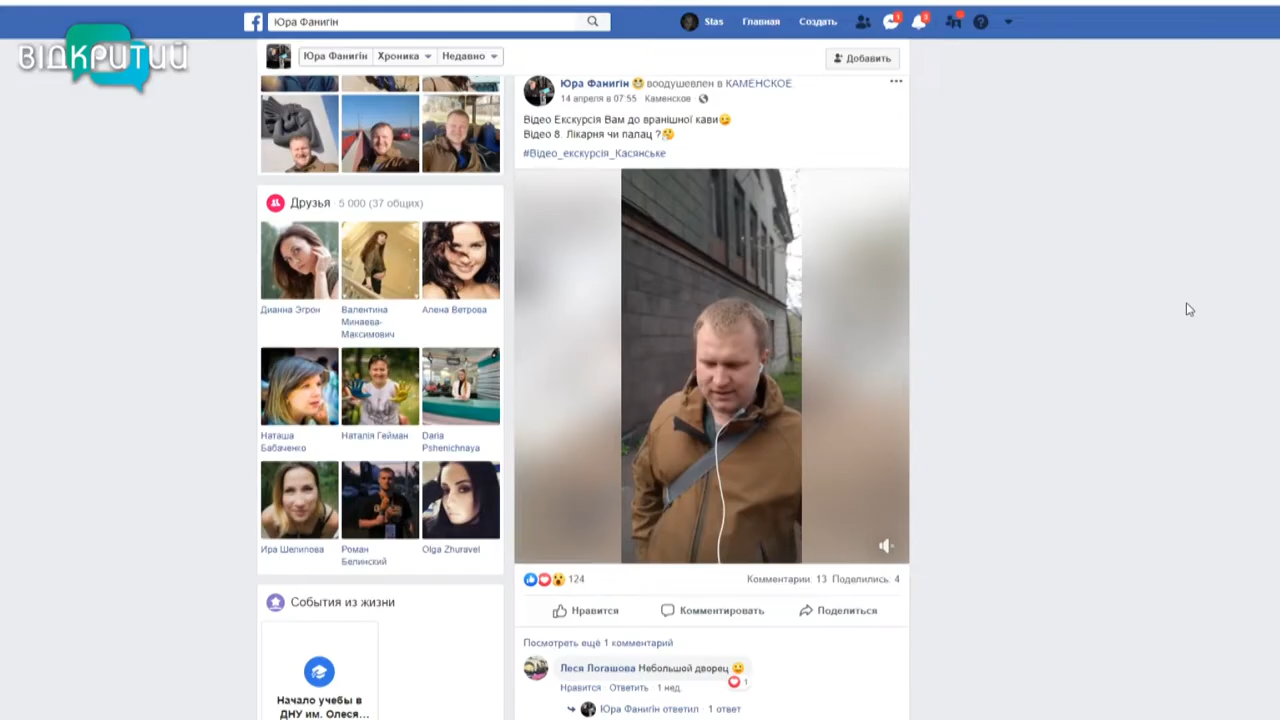 Юра Фанигін
Stas
Главная
Создать
1
3
ВІДКРИТИЙ
Юра Фанигін
Хроника
Недавно
Добавить
Юра Фанигін 😁 воодушевлен в КАМЕНСКОЕ
14 апреля в 07:55 Каменское
Відео Екскурсія Вам до вранішної кави😉
Відео 8. Лікарня чи палац ?🤔
#Відео_екскурсія_Касянське
Друзья · 5 000 (37 общих)
Дианна Эгрон
Валентина
Минаева-
Максимович
Алена Ветрова
Наташа
Бабаченко
Наталія Гейман
Daria
Pshenichnaya
Ира Шепилова
Роман
Белинский
Olga Zhuravel
События из жизни
Начало учебы в
ДНУ им. Олеся...
124
Комментарии: 13 Поделились: 4
Нравится
Комментировать
Поделиться
Посмотреть ещё 1 комментарий
Леся Логашова Небольшой дворец 😀
1
Нравится · Ответить · 1 нед.
Юра Фанигін ответил · 1 ответ